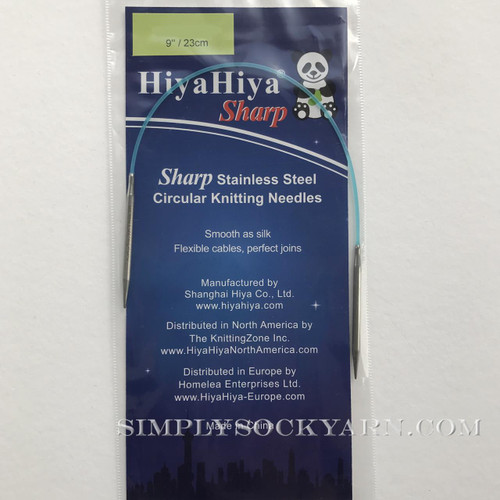 9" / 23cm
HiyaHiya®
Sharp
Sharp Stainless Steel
Circular Knitting Needles
Smooth as silk
Flexible cables, perfect joins
Manufactured by
Shanghai Hiya Co., Ltd.
www.hiyahiya.com
Distributed in North America by
The KnittingZone Inc.
www.HiyaHiyaNorthAmerica.com
Distributed in Europe by
Homelea Enterprises Ltd.
www.HiyaHiya-Europe.com
Made in China
SIMPLYSOCKYARN.COM